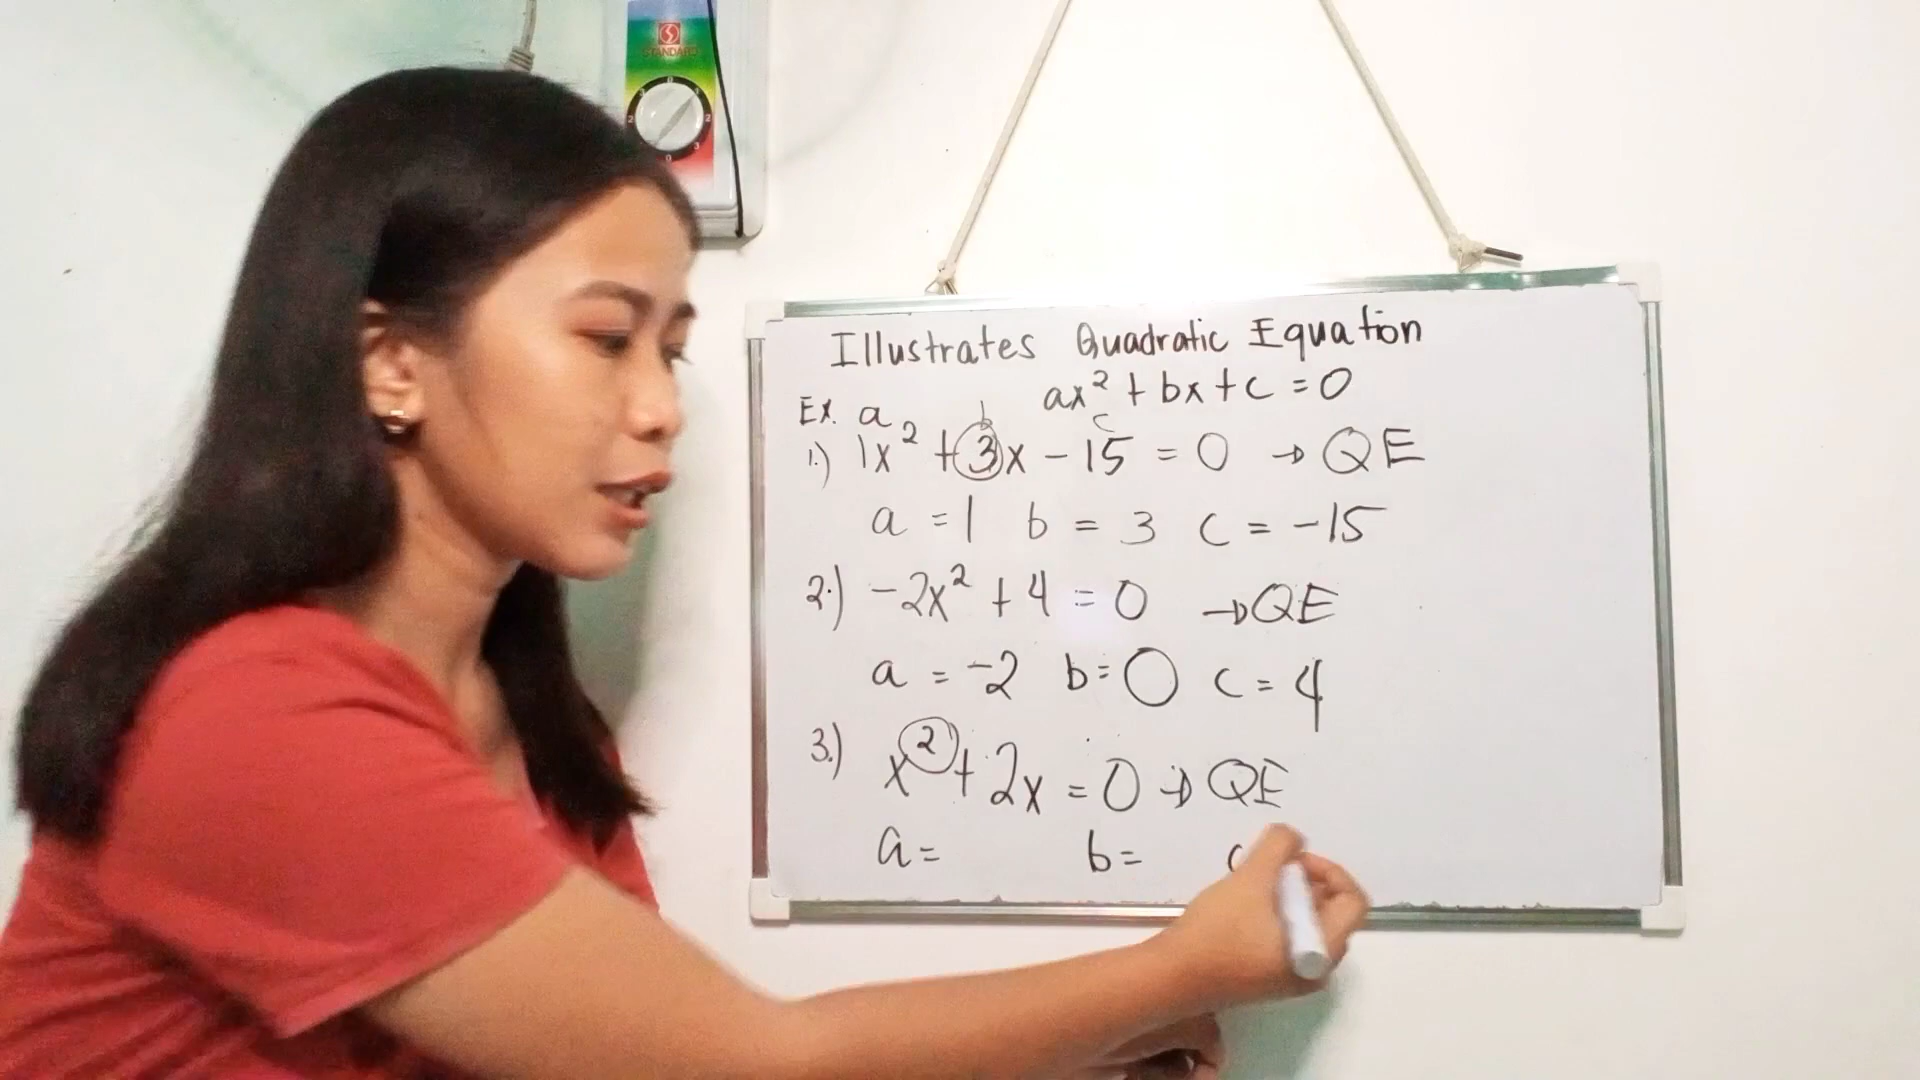 STANDARD
Illustrates Quadratic Equation
ax² + bx + c = 0
Ex. a b c
1.) 1x² + 3x - 15 = 0 → QE
a = 1 b = 3 c = -15
2.) -2x² + 4 = 0 → QE
a = -2 b = 0 c = 4
3.) x² + 2x = 0 → QE
a = b = c